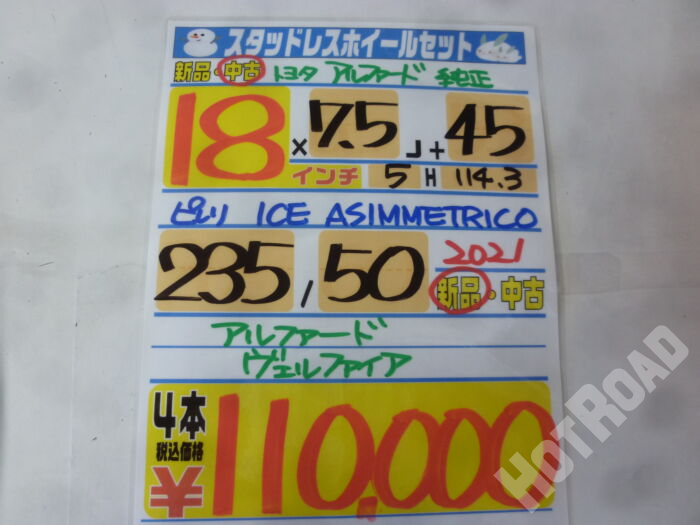 スタッドレスホイールセット
新品・中古 トヨタ アルファード 純正
18 × 7.5 J + 45
インチ 5 H 114.3
ピレリ ICE ASIMMETRICO
235 / 50 2021
新品・中古
アルファード
ヴェルファイア
4本
税込価格
¥110,000
HOTROAD